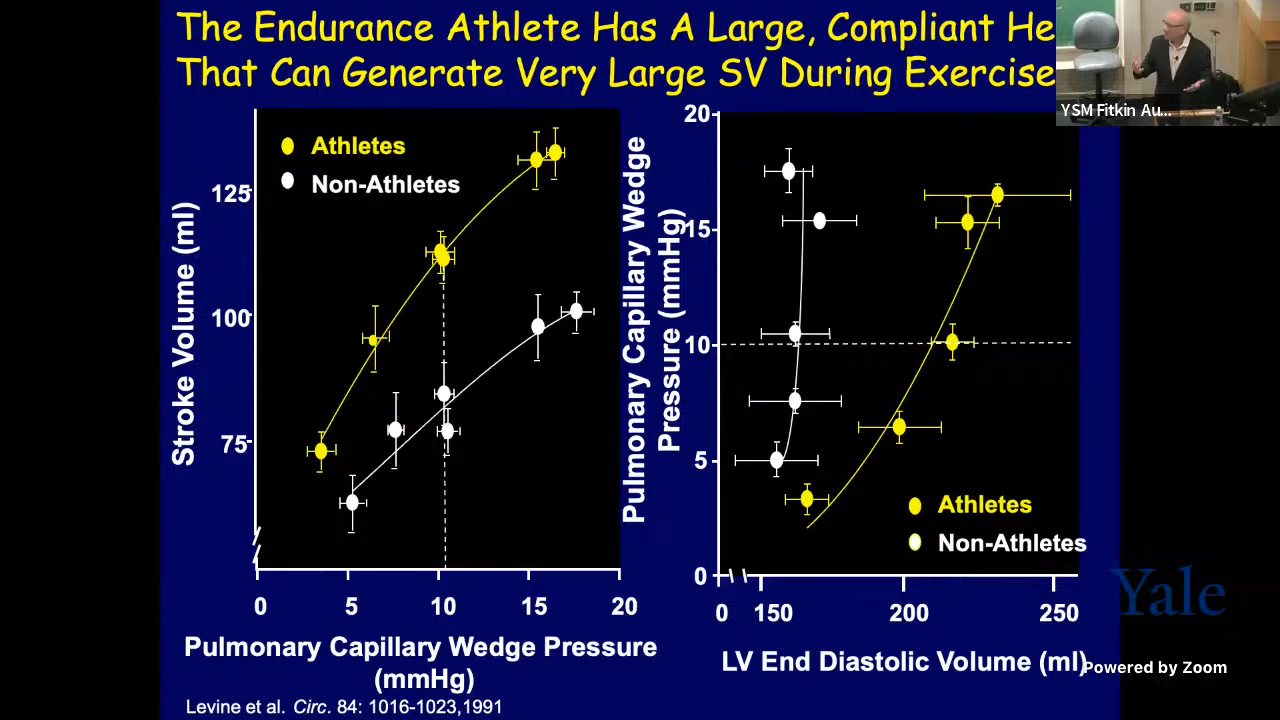 The Endurance Athlete Has A Large, Compliant He
That Can Generate Very Large SV During Exercise
YSM Fitkin Au...
Athletes
Non-Athletes
Stroke Volume (ml)
125
100
75
0 5 10 15 20
Pulmonary Capillary Wedge Pressure
(mmHg)
Pulmonary Capillary Wedge
Pressure (mmHg)
20
15
10
5
0
Athletes
Non-Athletes
0 150 200 250
LV End Diastolic Volume (ml)
Levine et al. Circ. 84: 1016-1023,1991
Yale
Powered by Zoom